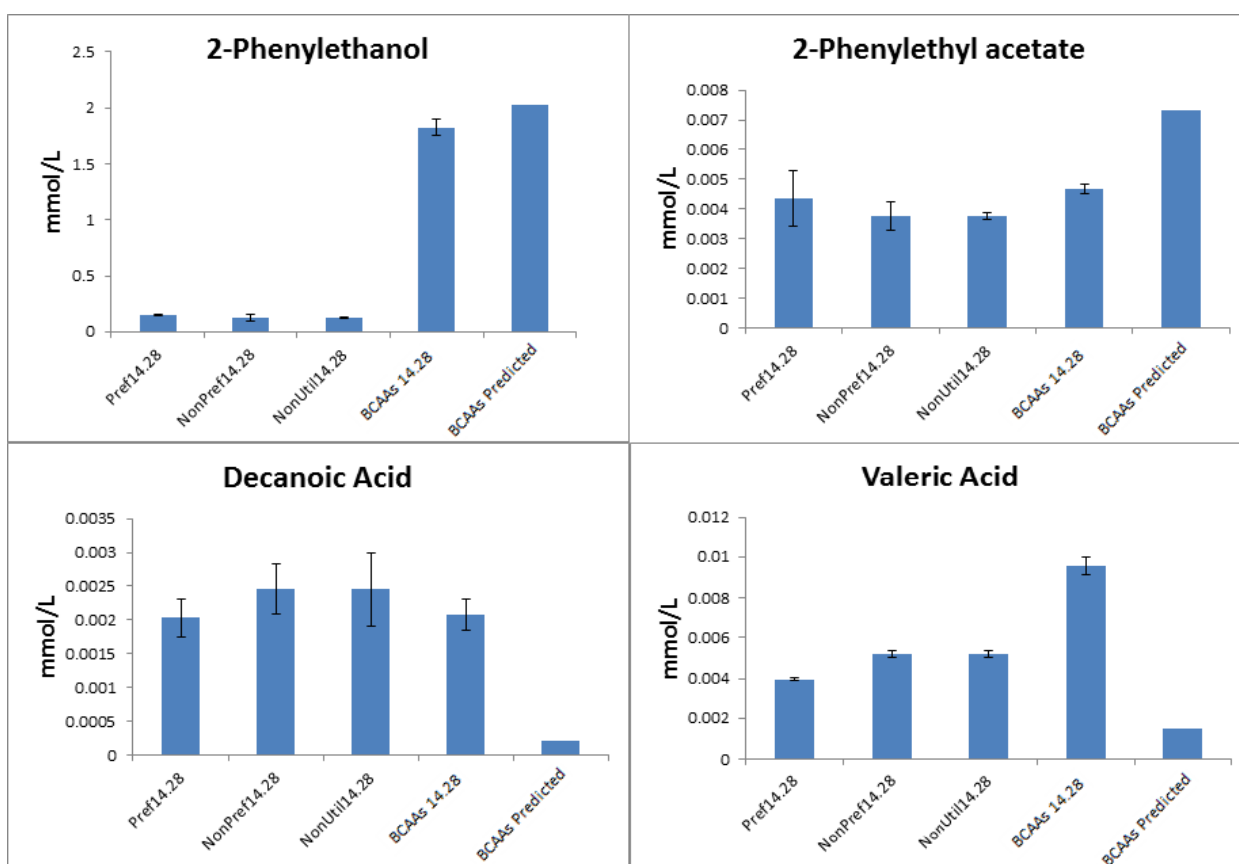 2-Phenylethanol
mmol/L
2.5
2
1.5
1
0.5
0
Pref14.28
NonPref14.28
NonUtil14.28
BCAAs 14.28
BCAAs Predicted
2-Phenylethyl acetate
mmol/L
0.008
0.007
0.006
0.005
0.004
0.003
0.002
0.001
0
Pref14.28
NonPref14.28
NonUtil14.28
BCAAs 14.28
BCAAs Predicted
Decanoic Acid
mmol/L
0.0035
0.003
0.0025
0.002
0.0015
0.001
0.0005
0
Pref14.28
NonPref14.28
NonUtil14.28
BCAAs 14.28
BCAAs Predicted
Valeric Acid
mmol/L
0.012
0.01
0.008
0.006
0.004
0.002
0
Pref14.28
NonPref14.28
NonUtil14.28
BCAAs 14.28
BCAAs Predicted